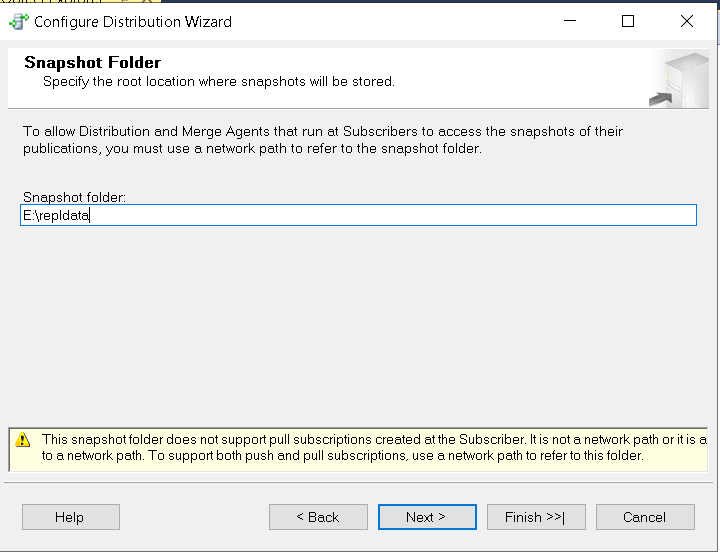 Configure Distribution Wizard
Snapshot Folder
Specify the root location where snapshots will be stored.
To allow Distribution and Merge Agents that run at Subscribers to access the snapshots of their
publications, you must use a network path to refer to the snapshot folder.
Snapshot folder:
E:\repldata
This snapshot folder does not support pull subscriptions created at the Subscriber. It is not a network path or it is a
to a network path. To support both push and pull subscriptions, use a network path to refer to this folder.
Help
< Back
Next >
Finish >>|
Cancel